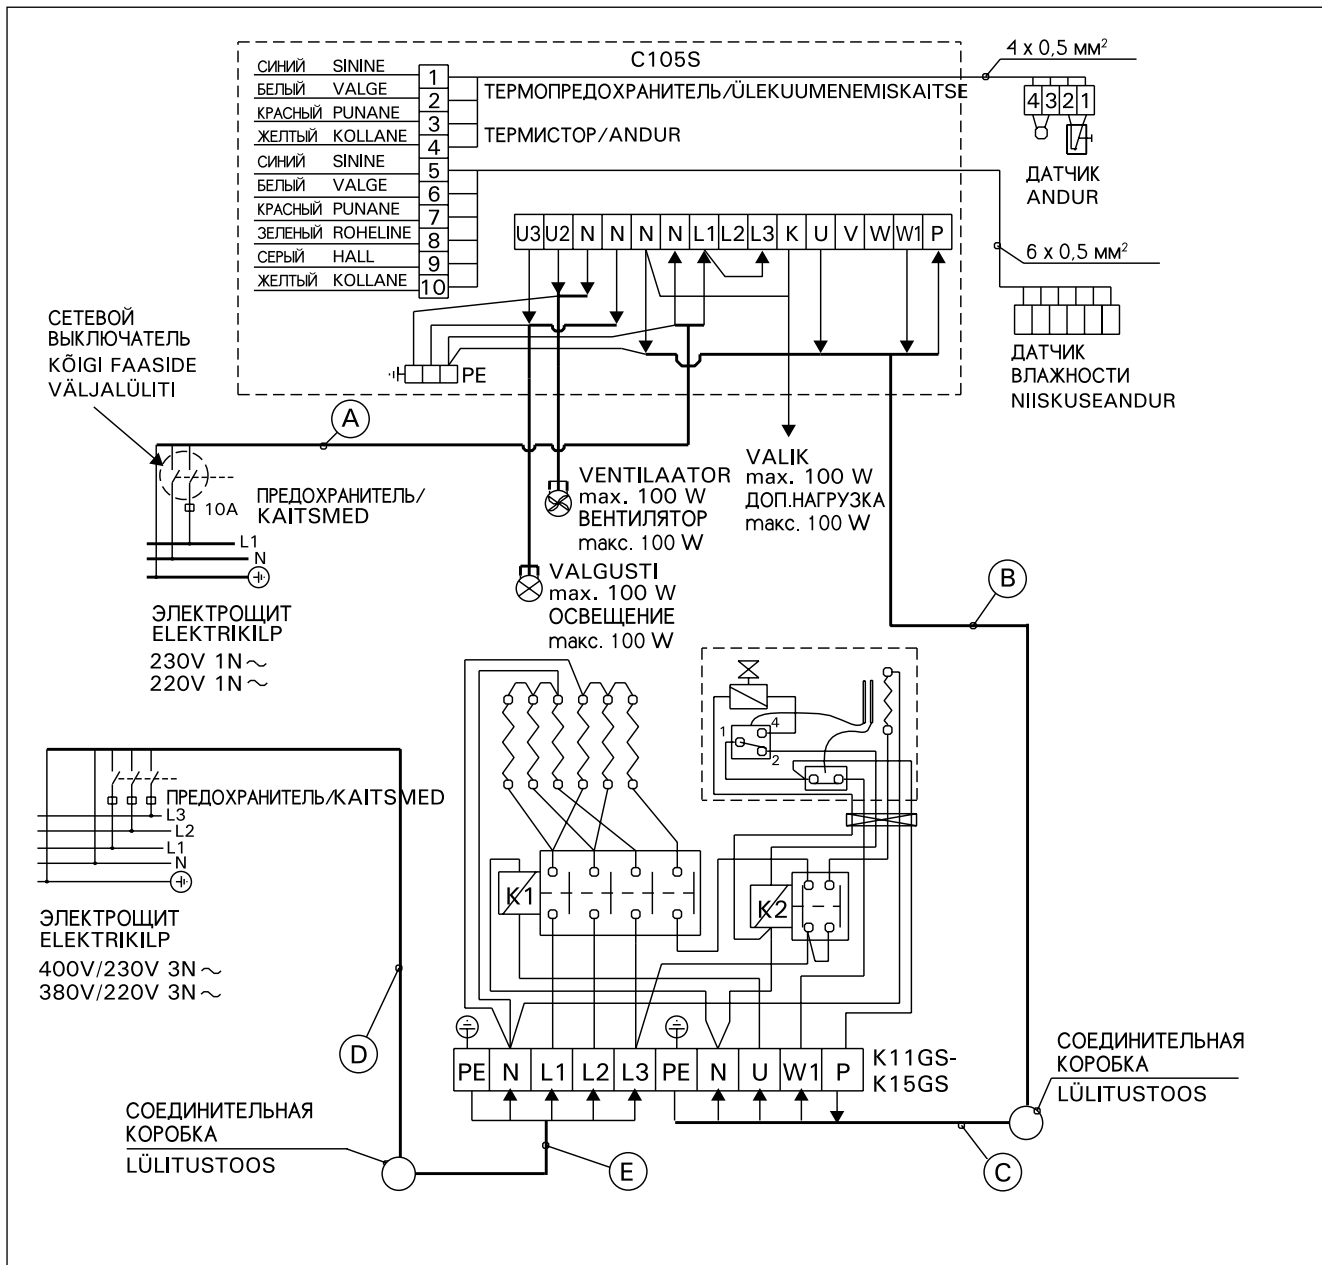 C105S
СИНИЙ SININE 1
БЕЛЫЙ VALGE 2
КРАСНЫЙ PUNANE 3
ЖЕЛТЫЙ KOLLANE 4
СИНИЙ SININE 5
БЕЛЫЙ VALGE 6
КРАСНЫЙ PUNANE 7
ЗЕЛЕНЫЙ ROHELINE 8
СЕРЫЙ HALL 9
ЖЕЛТЫЙ KOLLANE 10
ТЕРМОПРЕДОХРАНИТЕЛЬ/ÜLEKUUMENEMISKAITSE
ТЕРМИСТОР/ANDUR
4 x 0,5 мм²
4 3 2 1
ДАТЧИК
ANDUR
U3 U2 N N N N L1 L2 L3 K U V W W1 P
6 x 0,5 мм²
ДАТЧИК
ВЛАЖНОСТИ
NIISKUSEANDUR
PE
СЕТЕВОЙ
ВЫКЛЮЧАТЕЛЬ
KÕIGI FAASIDE
VÄLJALÜLITI
A
10A
ПРЕДОХРАНИТЕЛЬ/
KAITSMED
L1
N
ЭЛЕКТРОЩИТ
ELEKTRIKILP
230V 1N~
220V 1N~
VENTILAATOR
max. 100 W
ВЕНТИЛЯТОР
макс. 100 W
VALIK
max. 100 W
ДОП.НАГРУЗКА
макс. 100 W
VALGUSTI
max. 100 W
ОСВЕЩЕНИЕ
макс. 100 W
B
1
4
2
ПРЕДОХРАНИТЕЛЬ/KAITSMED
L3
L2
L1
N
ЭЛЕКТРОЩИТ
ELEKTRIKILP
400V/230V 3N~
380V/220V 3N~
K1
K2
D
PE N L1 L2 L3 PE N U W1 P
K11GS-
K15GS
СОЕДИНИТЕЛЬНАЯ
КОРОБКА
LÜLITUSTOOS
СОЕДИНИТЕЛЬНАЯ
КОРОБКА
LÜLITUSTOOS
E
C